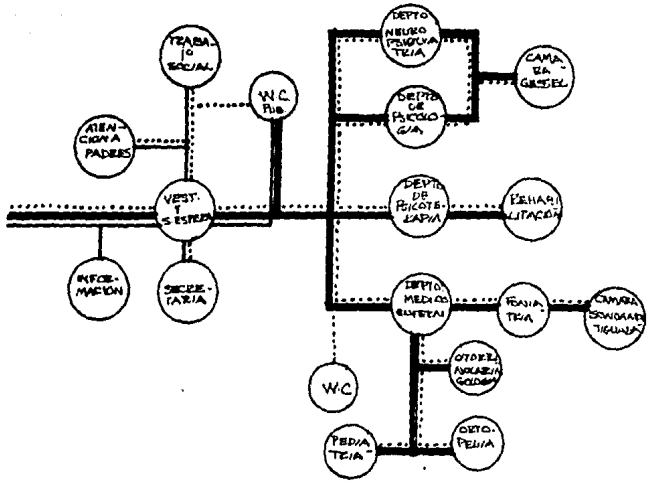 DEPTO
NEURO
PSIQUIA
TRIA
TRABA-
JO
SOCIAL
CAMA
RA
GESSEL
W.C.
PUB.
DEPTO
DE
PSICOLO-
GIA
ATEN-
CION A
PADRES
VEST.
Y
S. ESPERA
DEPTO
DE
PSICOTE-
RAPIA
REHABI
LITACION
INFOR-
MACION
SECRE-
TARIA
DEPTO
MEDICO
FONIA
TRIA
CAMARA
SONOAMOR
TIGUADA
OTORRI
NOLARIN
GOLOGIA
W.C
PEDIA
TRIA
ORTO-
PEDIA